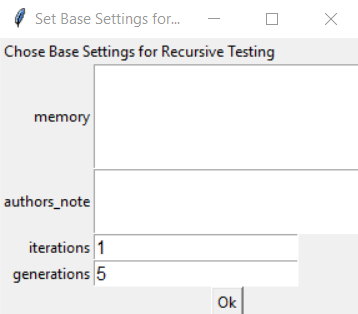 Set Base Settings for...
Chose Base Settings for Recursive Testing
memory
authors_note
iterations 1
generations 5
Ok